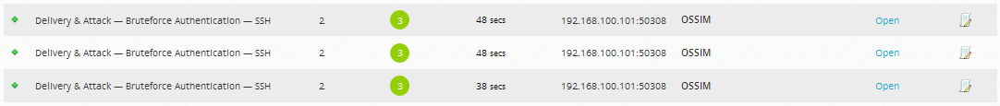 Delivery & Attack — Bruteforce Authentication — SSH 2 3 48 secs 192.168.100.101:50308 OSSIM Open
Delivery & Attack — Bruteforce Authentication — SSH 2 3 48 secs 192.168.100.101:50308 OSSIM Open
Delivery & Attack — Bruteforce Authentication — SSH 2 3 38 secs 192.168.100.101:50308 OSSIM Open